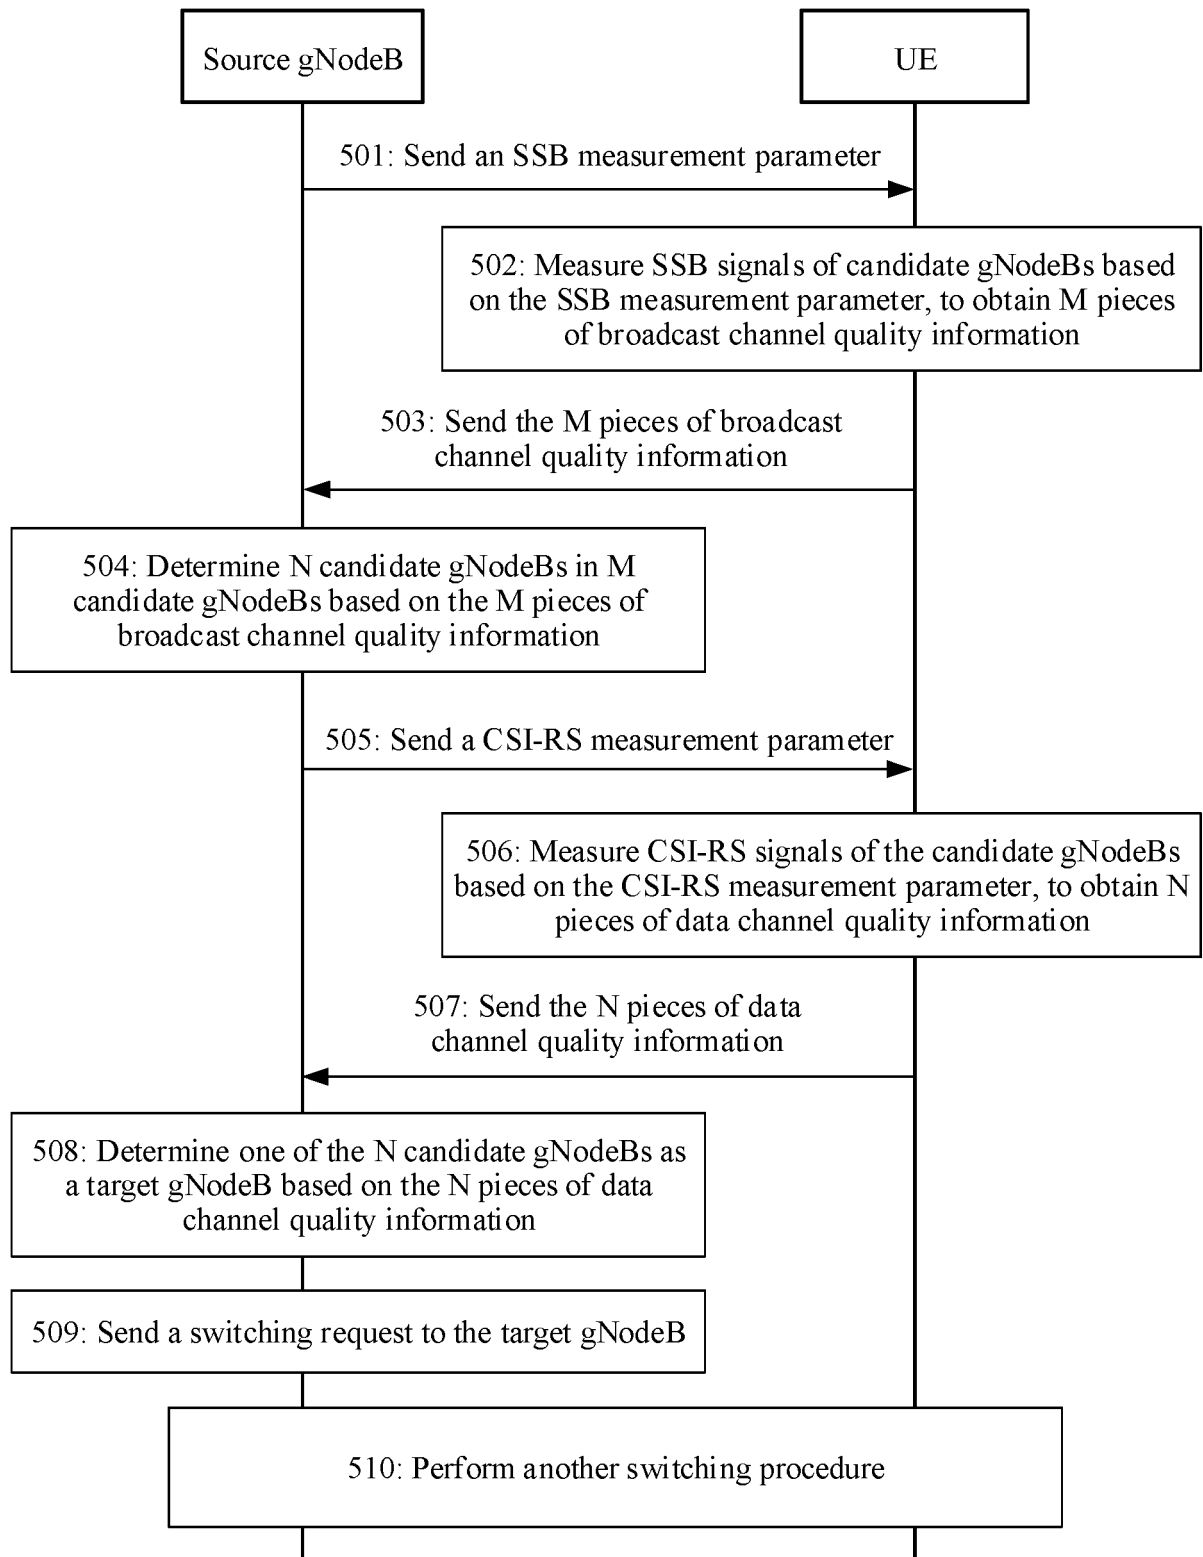 Source gNodeB
UE
501: Send an SSB measurement parameter
502: Measure SSB signals of candidate gNodeBs based
on the SSB measurement parameter, to obtain M pieces
of broadcast channel quality information
503: Send the M pieces of broadcast
channel quality information
504: Determine N candidate gNodeBs in M
candidate gNodeBs based on the M pieces of
broadcast channel quality information
505: Send a CSI-RS measurement parameter
506: Measure CSI-RS signals of the candidate gNodeBs
based on the CSI-RS measurement parameter, to obtain N
pieces of data channel quality information
507: Send the N pieces of data
channel quality information
508: Determine one of the N candidate gNodeBs as
a target gNodeB based on the N pieces of data
channel quality information
509: Send a switching request to the target gNodeB
510: Perform another switching procedure